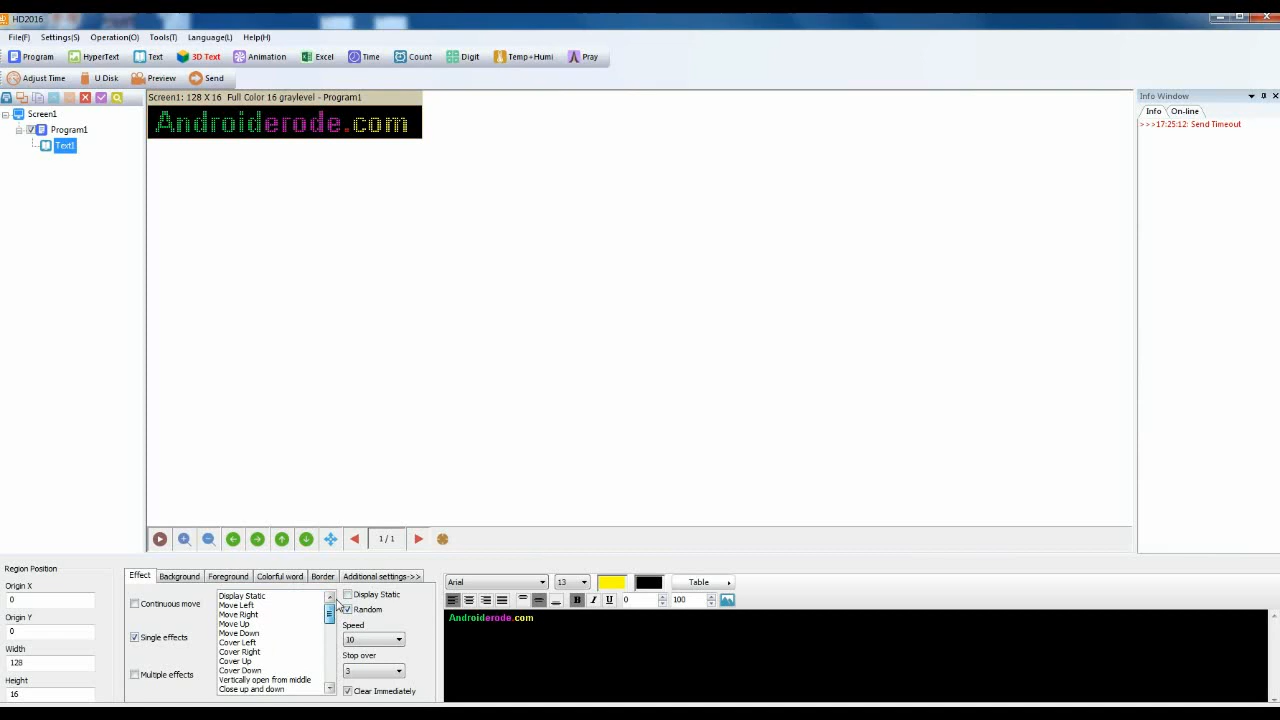 HD2016
File(F) Settings(S) Operation(O) Tools(T) Language(L) Help(H)
Program HyperText Text 3D Text Animation Excel Time Count Digit Temp+Humi Pray
Adjust Time U Disk Preview Send
Screen1
Program1
Text1
Screen1: 128 X 16 Full Color 16 graylevel - Program1
Androiderode.com
Info Window
Info On-line
>>>17:25:12: Send Timeout
1 / 1
Region Position
Origin X
0
Origin Y
0
Width
128
Height
16
Effect Background Foreground Colorful word Border Additional settings->>
Continuous move
Single effects
Multiple effects
Display Static
Move Left
Move Right
Move Up
Move Down
Cover Left
Cover Right
Cover Up
Cover Down
Vertically open from middle
Close up and down
Display Static
Random
Speed
10
Stop over
3
Clear Immediately
Arial 13 Table
B I U 0 100
Androiderode.com